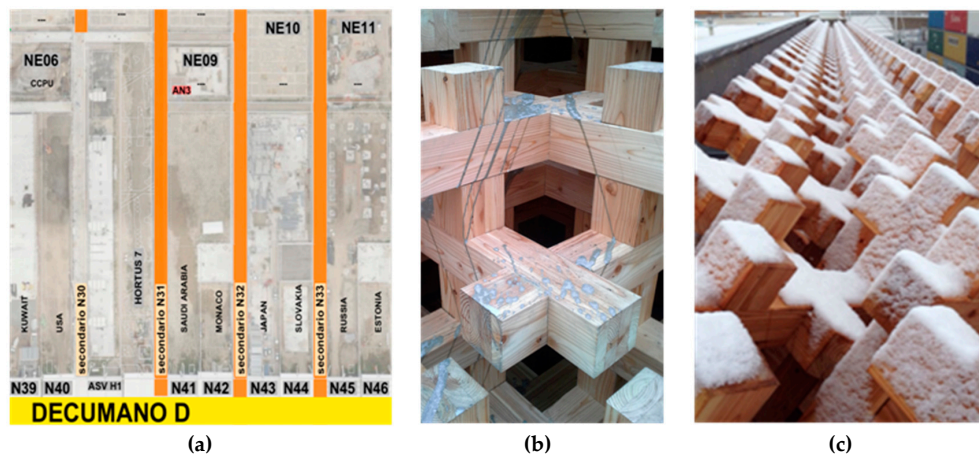 NE06
CCPU
NE09
AN3
NE10
NE11
KUWAIT
USA
secondario N30
HORTUS 7
secondario N31
SAUDI ARABIA
MONACO
secondario N32
JAPAN
SLOVAKIA
secondario N33
RUSSIA
ESTONIA
N39 N40 ASV H1 N41 N42 N43 N44 N45 N46
DECUMANO D
(a) (b) (c)